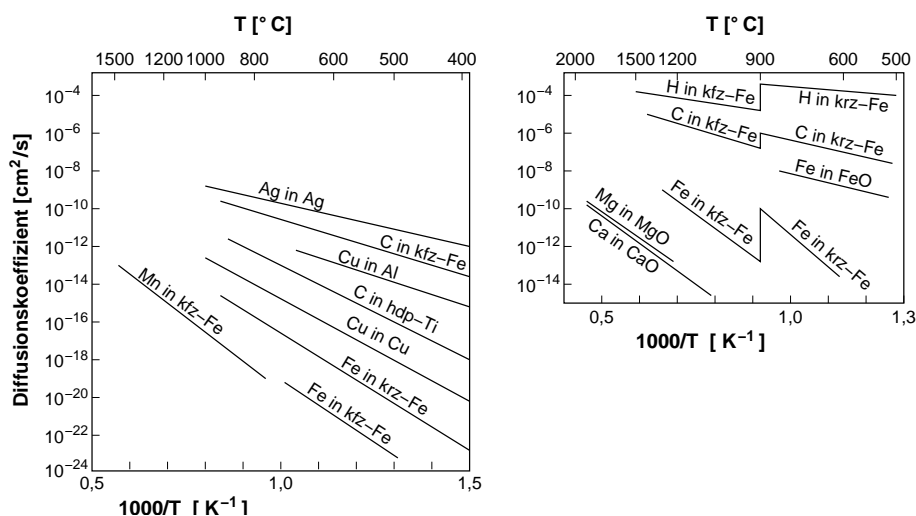 T [° C]
1500 1000 800 600 500 400
10⁻⁴
10⁻⁶
10⁻⁸
10⁻¹⁰
10⁻¹²
10⁻¹⁴
10⁻¹⁶
10⁻¹⁸
10⁻²⁰
10⁻²²
10⁻²⁴
Diffusionskoeffizient [cm²/s]
Ag in Ag
C in kfz–Fe
Cu in Al
C in hdp–Ti
Mn in kfz–Fe
Cu in Cu
Fe in krz–Fe
Fe in kfz–Fe
0,5 1,0 1,5
1000/T [ K⁻¹ ]
T [° C]
2000 1500 1200 900 600 500
10⁻⁴
10⁻⁶
10⁻⁸
10⁻¹⁰
10⁻¹²
10⁻¹⁴
H in kfz–Fe
H in krz–Fe
C in kfz–Fe
C in krz–Fe
Fe in FeO
Mg in MgO
Ca in CaO
Fe in kfz–Fe
Fe in krz–Fe
0,5 1,0 1,3
1000/T [ K⁻¹ ]